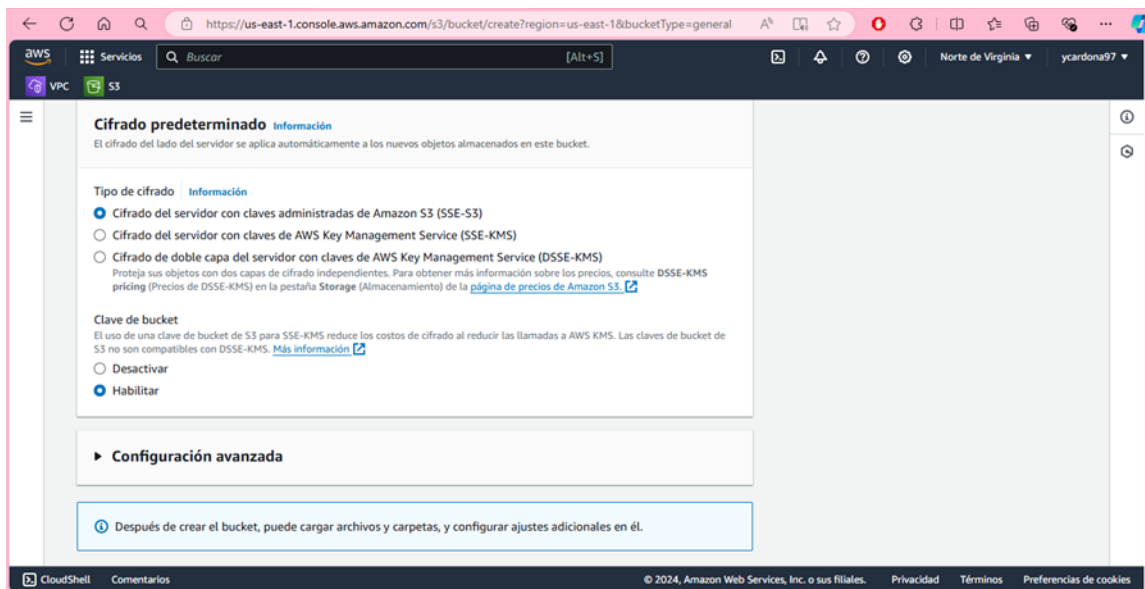 https://us-east-1.console.aws.amazon.com/s3/bucket/create?region=us-east-1&bucketType=general
aws Servicios Buscar [Alt+S] Norte de Virginia ycardona97
VPC S3
Cifrado predeterminado Información
El cifrado del lado del servidor se aplica automáticamente a los nuevos objetos almacenados en este bucket.
Tipo de cifrado Información
Cifrado del servidor con claves administradas de Amazon S3 (SSE-S3)
Cifrado del servidor con claves de AWS Key Management Service (SSE-KMS)
Cifrado de doble capa del servidor con claves de AWS Key Management Service (DSSE-KMS)
Proteja sus objetos con dos capas de cifrado independientes. Para obtener más información sobre los precios, consulte DSSE-KMS
pricing (Precios de DSSE-KMS) en la pestaña Storage (Almacenamiento) de la página de precios de Amazon S3.
Clave de bucket
El uso de una clave de bucket de S3 para SSE-KMS reduce los costos de cifrado al reducir las llamadas a AWS KMS. Las claves de bucket de
S3 no son compatibles con DSSE-KMS. Más información
Desactivar
Habilitar
Configuración avanzada
Después de crear el bucket, puede cargar archivos y carpetas, y configurar ajustes adicionales en él.
CloudShell Comentarios © 2024, Amazon Web Services, Inc. o sus filiales. Privacidad Términos Preferencias de cookies